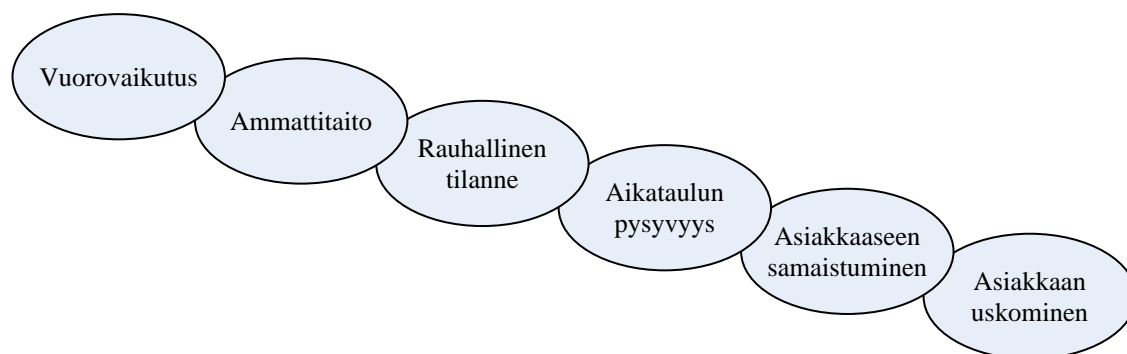 Vuorovaikutus
Ammattitaito
Rauhallinen
tilanne
Aikataulun
pysyvyys
Asiakkaaseen
samaistuminen
Asiakkaan
uskominen